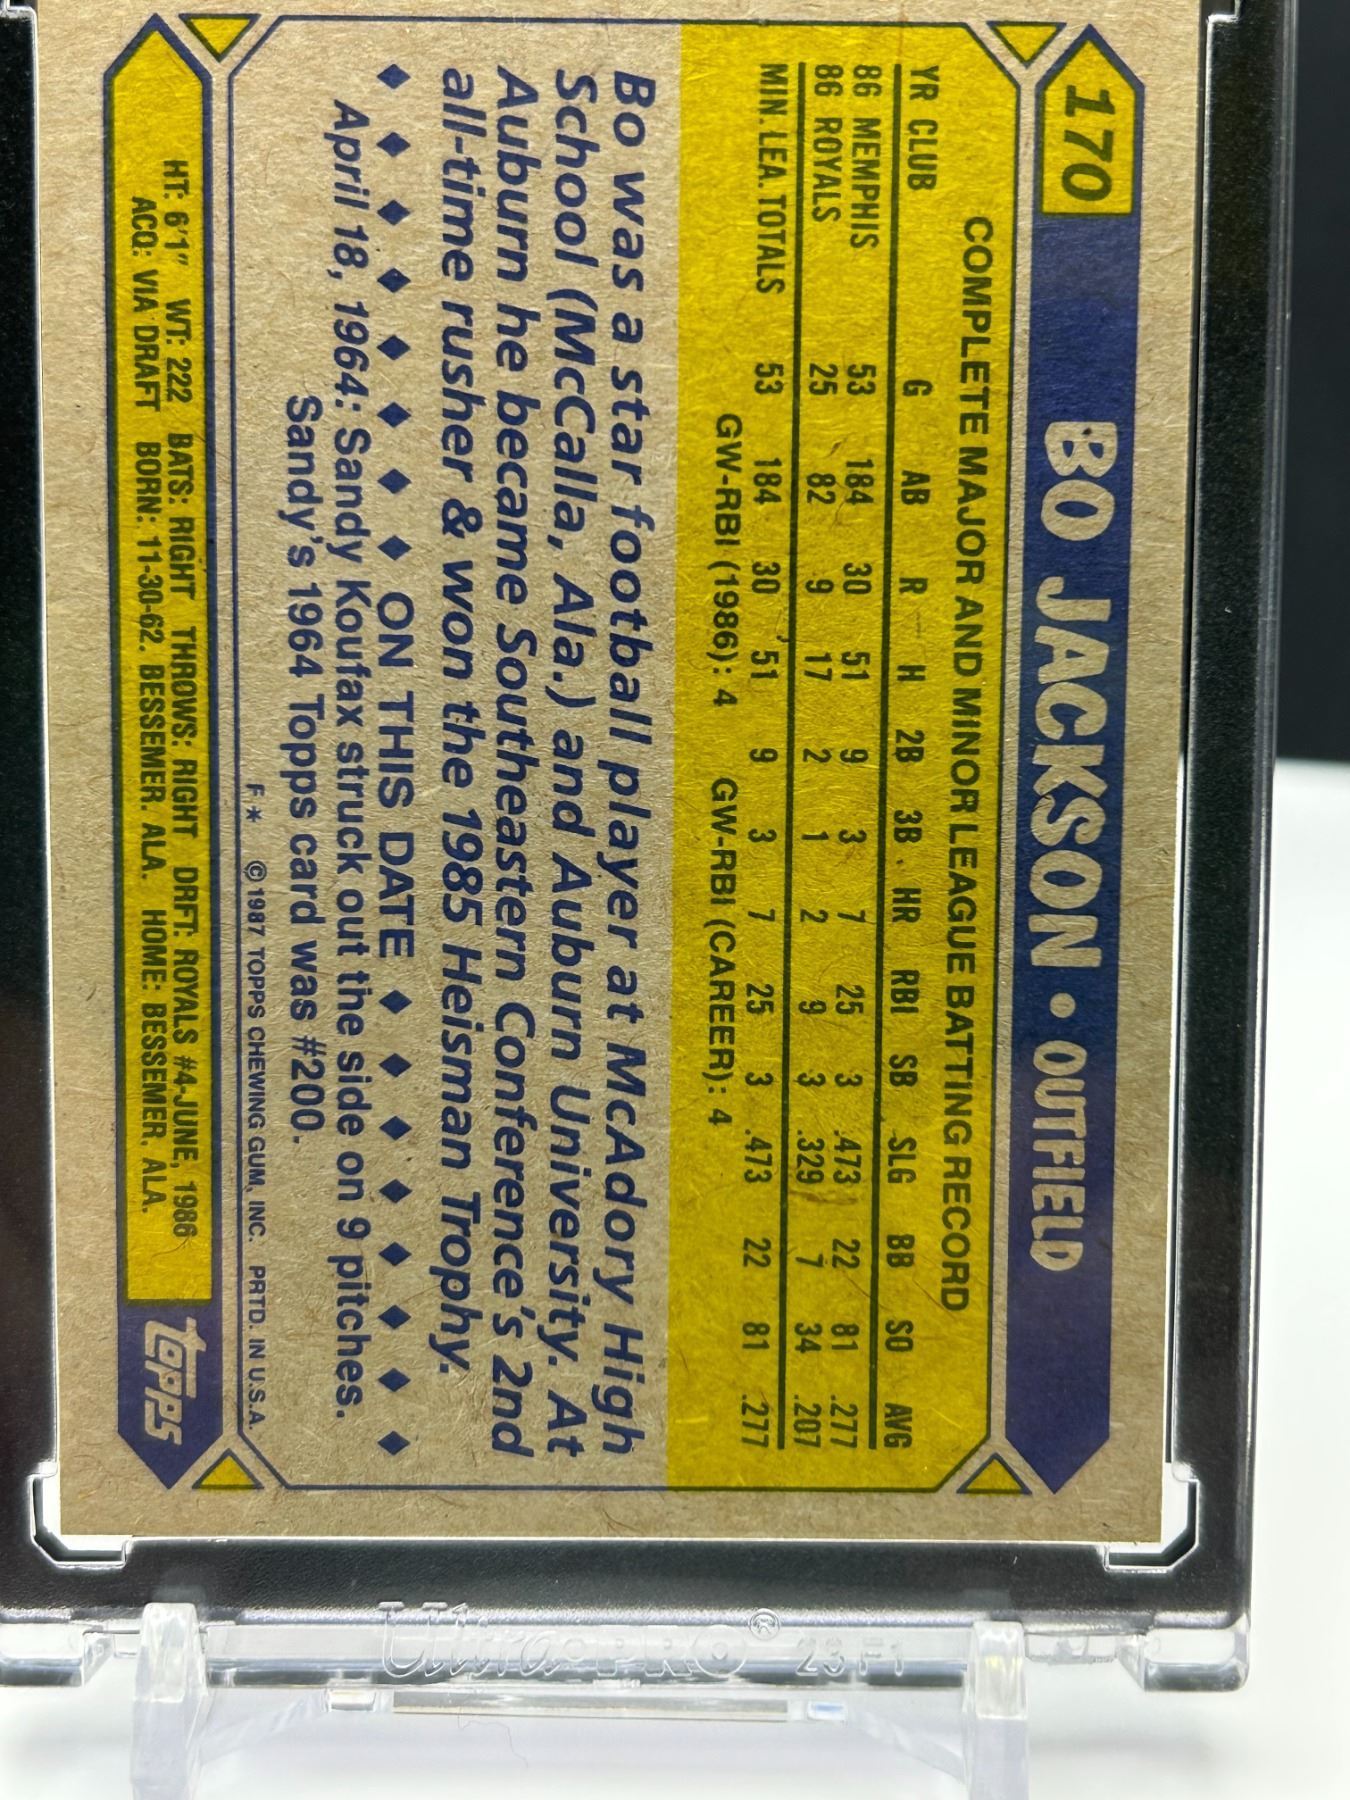 170 BO JACKSON • OUTFIELD
COMPLETE MAJOR AND MINOR LEAGUE BATTING RECORD
YR CLUB G AB R H 2B 3B HR RBI SB SLG BB SO AVG
86 MEMPHIS 53 184 30 51 9 3 7 25 3 .473 22 81 .277
86 ROYALS 25 82 9 17 2 1 2 9 3 .329 7 34 .207
MIN. LEA. TOTALS 53 184 30 51 9 3 7 25 3 .473 22 81 .277
GW-RBI (1986): 4 GW-RBI (CAREER): 4
Bo was a star football player at McAdory High
School (McCalla, Ala.) and Auburn University. At
Auburn he became Southeastern Conference's 2nd
all-time rusher & won the 1985 Heisman Trophy.
ON THIS DATE
April 18, 1964: Sandy Koufax struck out the side on 9 pitches.
Sandy's 1964 Topps card was #200.
F* ©1987 TOPPS CHEWING GUM, INC. PRTD. IN U.S.A.
HT: 6'1" WT: 222 BATS: RIGHT THROWS: RIGHT DRFT: ROYALS #4-JUNE, 1986
ACQ: VIA DRAFT BORN: 11-30-62, BESSEMER, ALA. HOME: BESSEMER, ALA.
topps
Ultra•PRO® 23F1